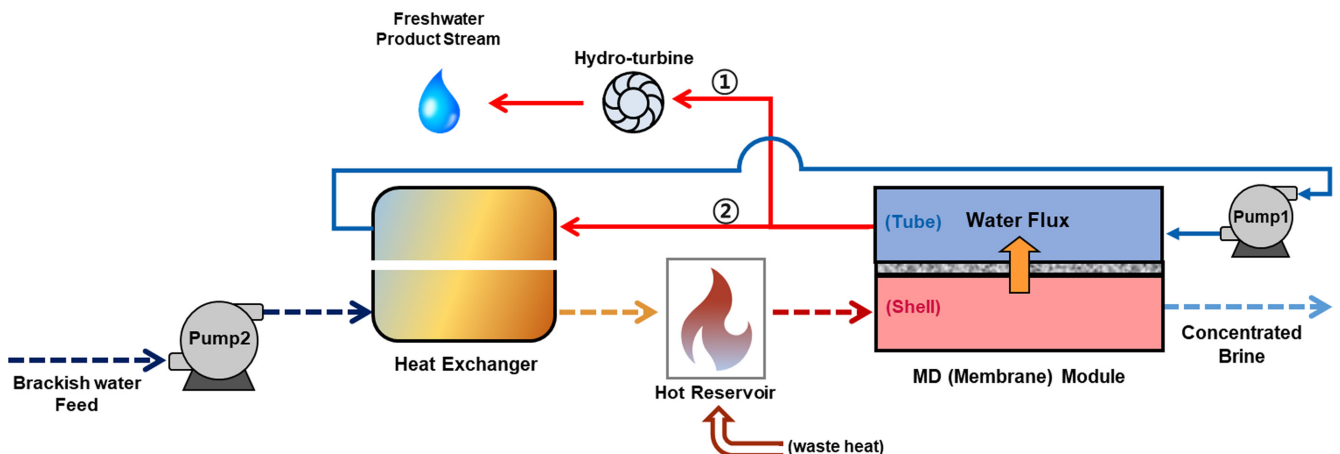 Freshwater
Product Stream
Hydro-turbine
①
②
(Tube)
Water Flux
Pump1
(Shell)
Pump2
Heat Exchanger
Concentrated
Brine
MD (Membrane) Module
Brackish water
Feed
Hot Reservoir
(waste heat)